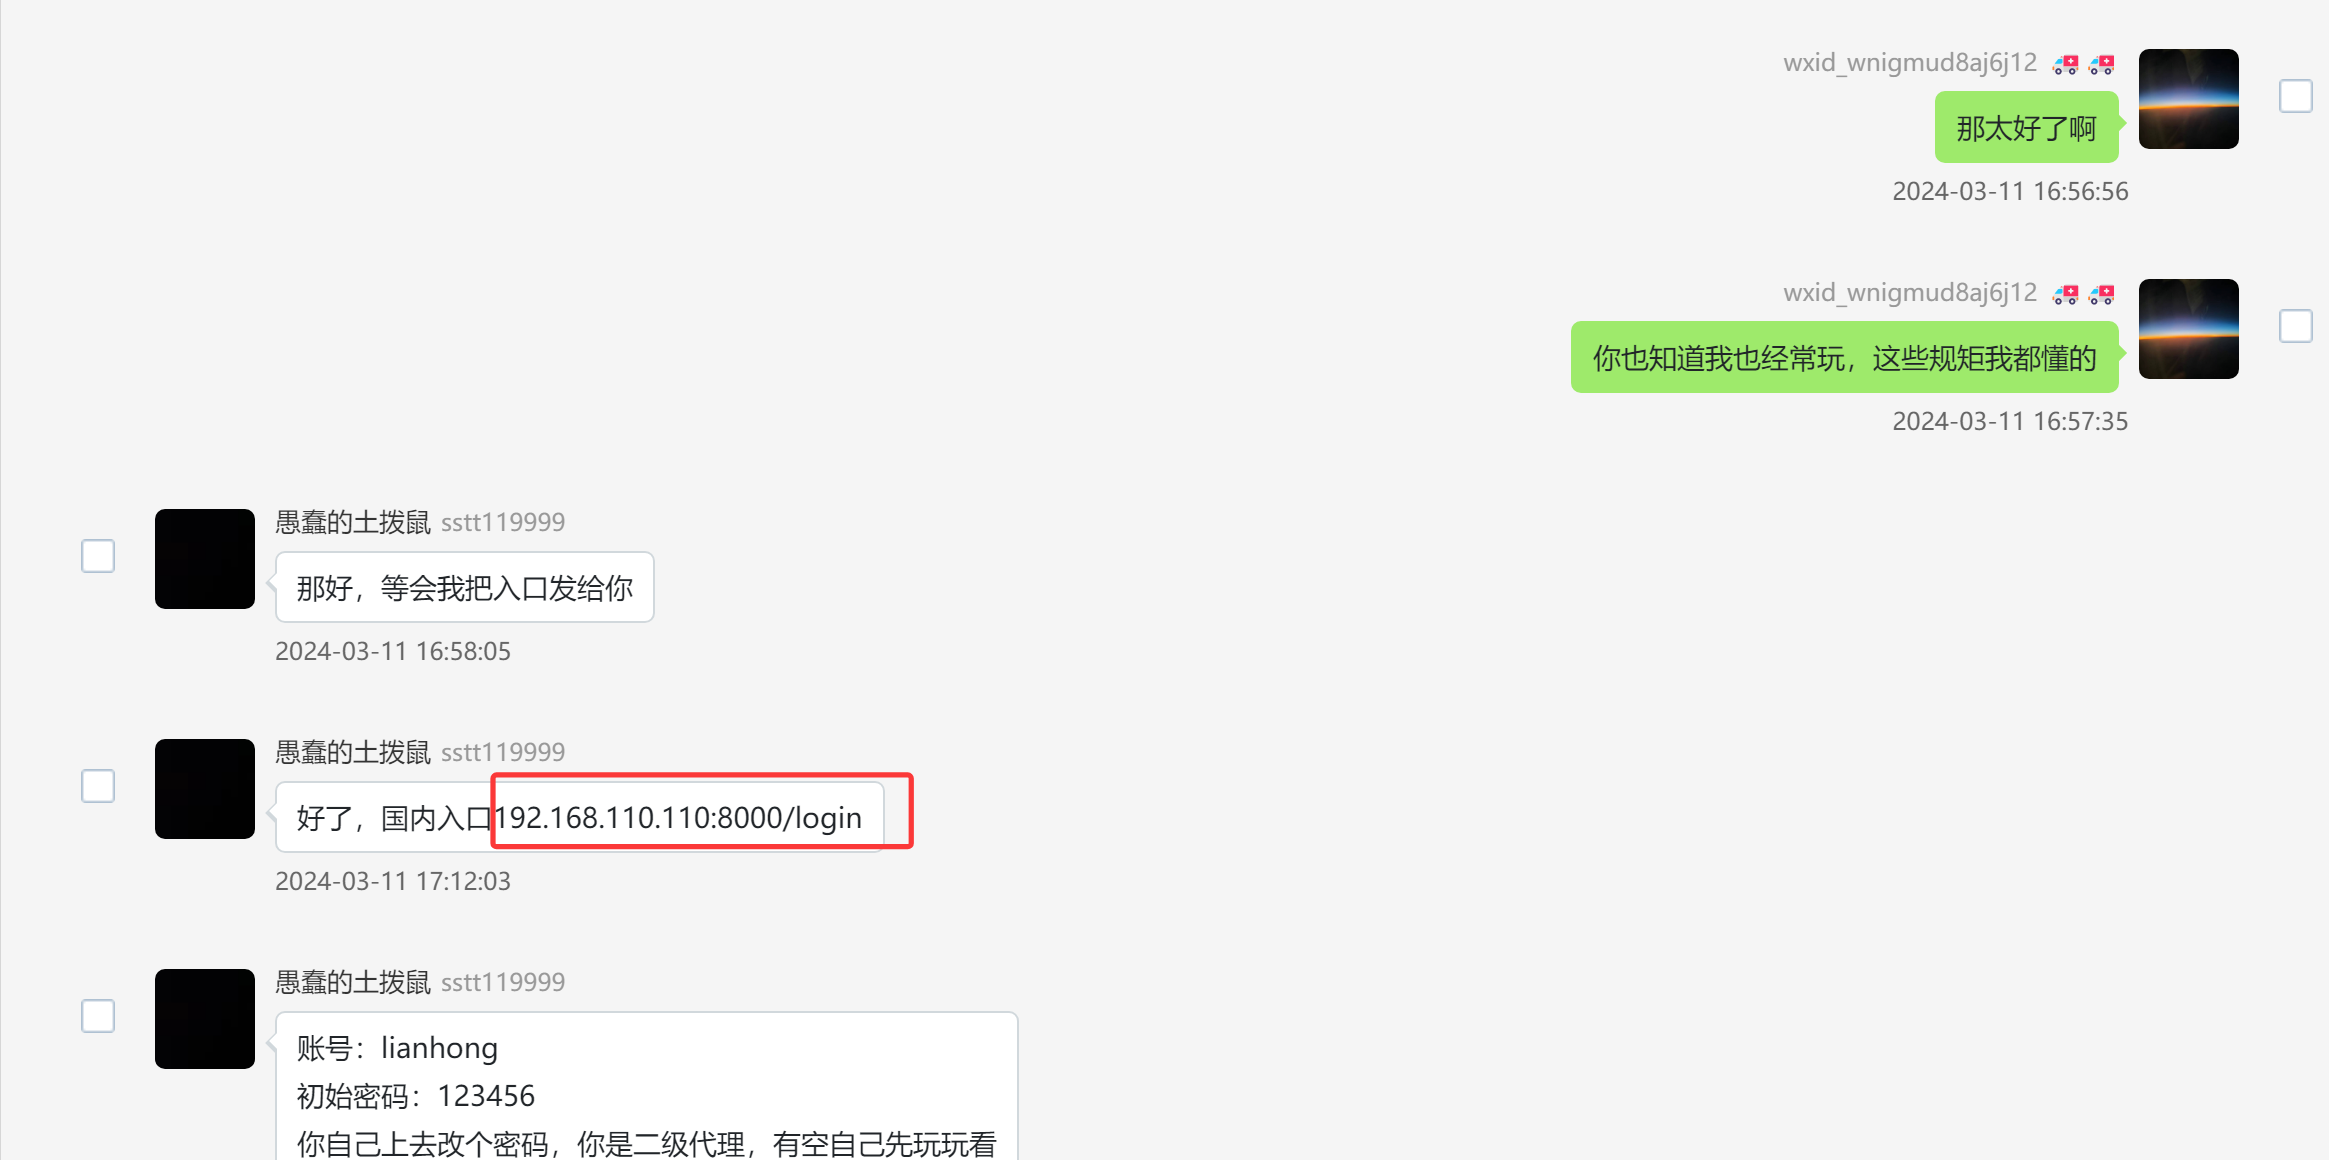 wxid_wnigmud8aj6j12 🚑🚑
那太好了啊
2024-03-11 16:56:56
wxid_wnigmud8aj6j12 🚑🚑
你也知道我也经常玩，这些规矩我都懂的
2024-03-11 16:57:35
愚蠢的土拨鼠 sstt119999
那好，等会我把入口发给你
2024-03-11 16:58:05
愚蠢的土拨鼠 sstt119999
好了，国内入口192.168.110.110:8000/login
2024-03-11 17:12:03
愚蠢的土拨鼠 sstt119999
账号：lianhong
初始密码：123456
你自己上去改个密码，你是二级代理，有空自己先玩玩看